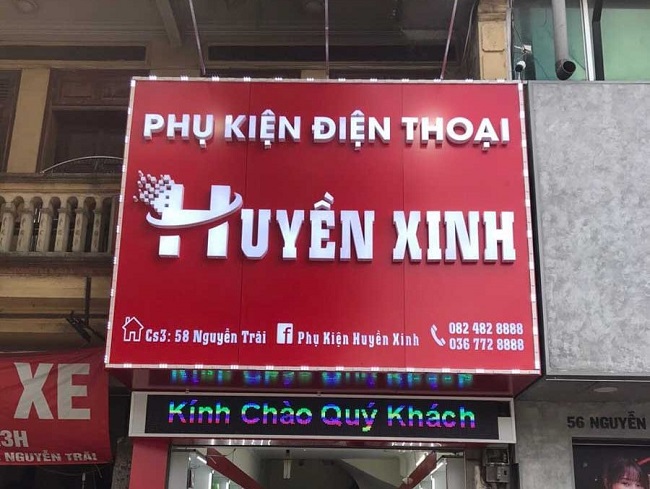 PHỤ KIỆN ĐIỆN THOẠI
HUYỀN XINH
Cs3: 58 Nguyễn Trãi
Phụ Kiện Huyền Xinh
082 482 8888
036 772 8888
Kính Chào Quý Khách
XE
3H
NGUYỄN TRÃI
56 NGUYỄN